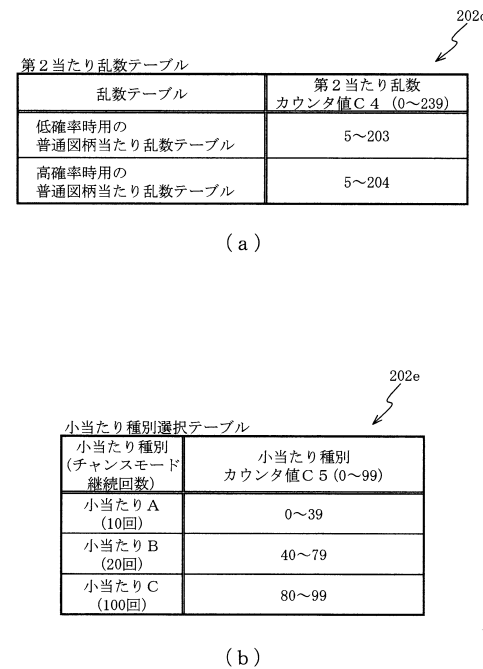 202c
第２当たり乱数テーブル
乱数テーブル
第２当たり乱数
カウンタ値Ｃ４（0～239）
低確率時用の
普通図柄当たり乱数テーブル
5～203
高確率時用の
普通図柄当たり乱数テーブル
5～204
（a）
202e
小当たり種別選択テーブル
小当たり種別
(チャンスモード
継続回数)
小当たり種別
カウンタ値Ｃ５(0～99)
小当たりＡ
(10回)
0～39
小当たりＢ
(20回)
40～79
小当たりＣ
(100回)
80～99
（b）